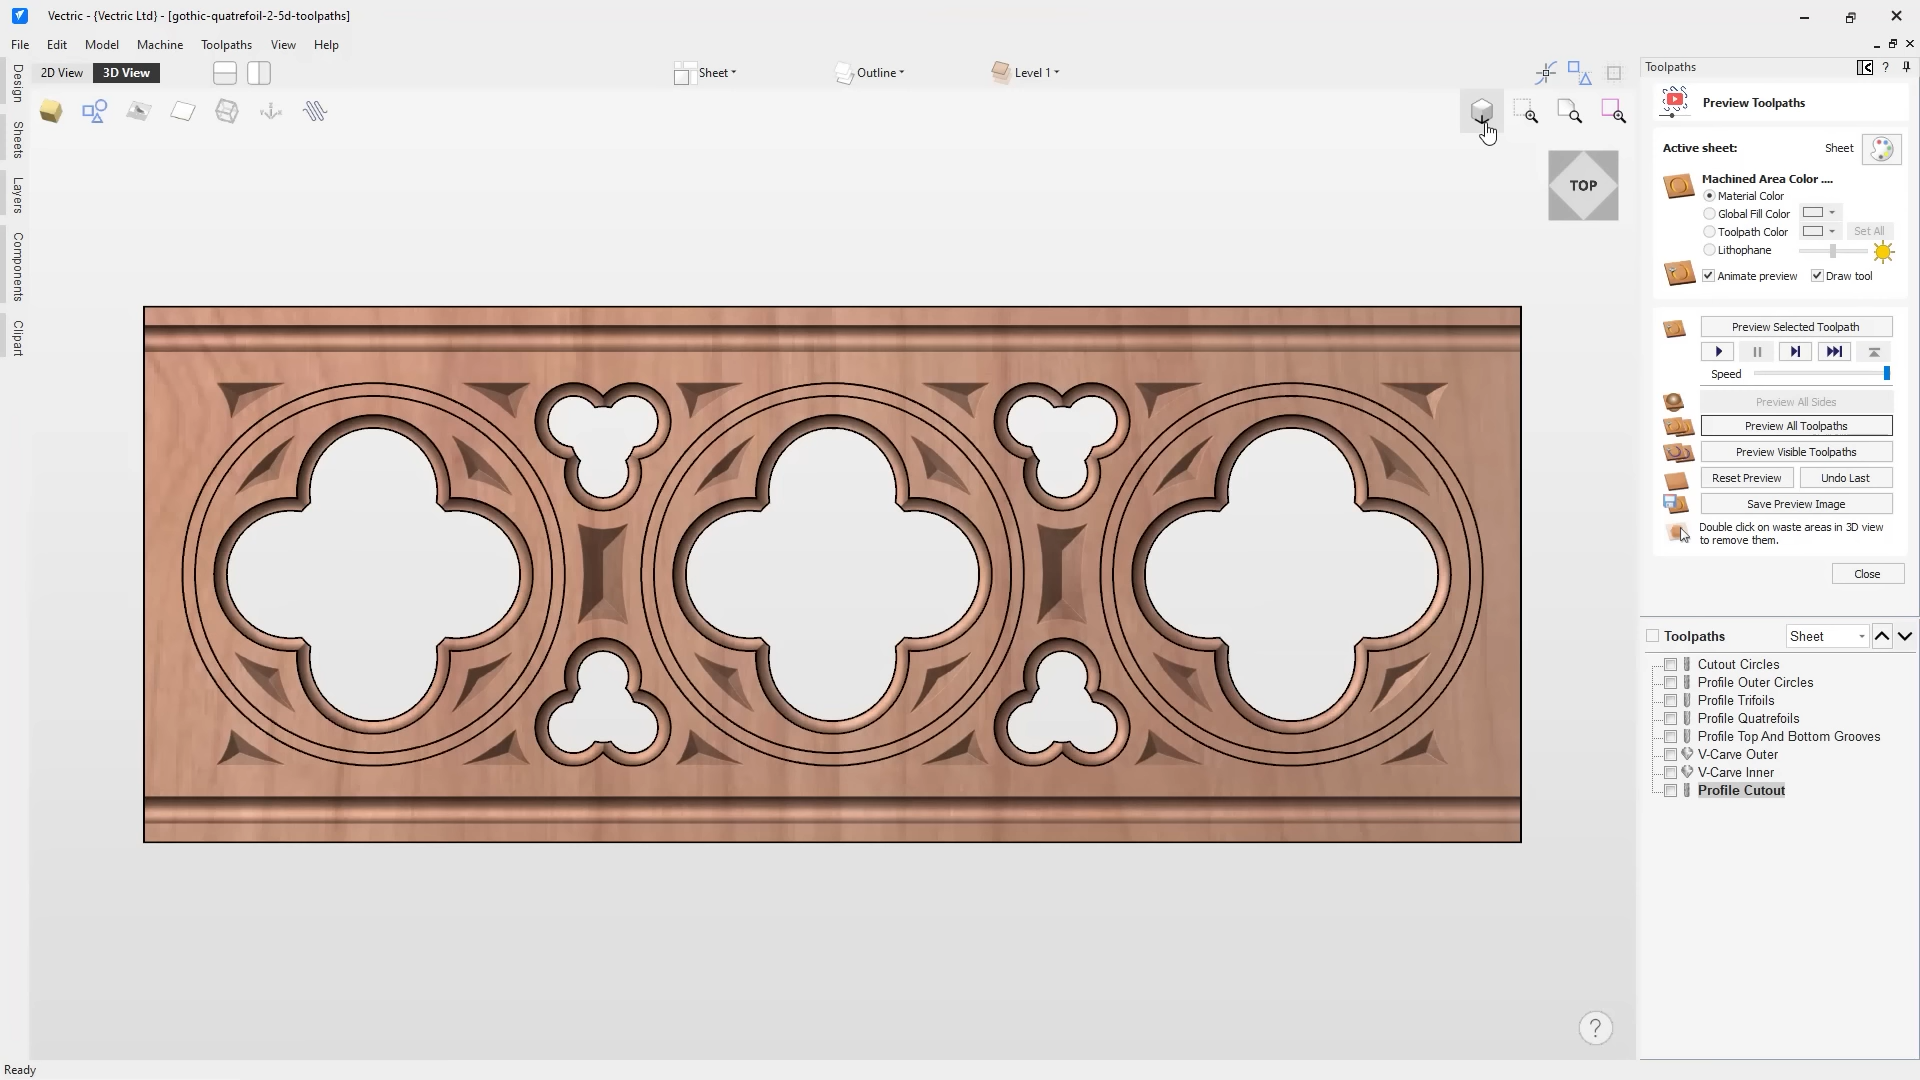 Vectric - {Vectric Ltd} - [gothic-quatrefoil-2-5d-toolpaths]
File Edit Model Machine Toolpaths View Help
2D View 3D View Sheet Outline Level 1
Design
Sheets
Layers
Components
Clipart
TOP
Toolpaths ?
Preview Toolpaths
Active sheet: Sheet
Machined Area Color ....
Material Color
Global Fill Color
Toolpath Color Set All
Lithophane
Animate preview Draw tool
Preview Selected Toolpath
Speed
Preview All Sides
Preview All Toolpaths
Preview Visible Toolpaths
Reset Preview Undo Last
Save Preview Image
Double click on waste areas in 3D view
to remove them.
Close
Toolpaths Sheet
Cutout Circles
Profile Outer Circles
Profile Trifoils
Profile Quatrefoils
Profile Top And Bottom Grooves
V-Carve Outer
V-Carve Inner
Profile Cutout
?
Ready